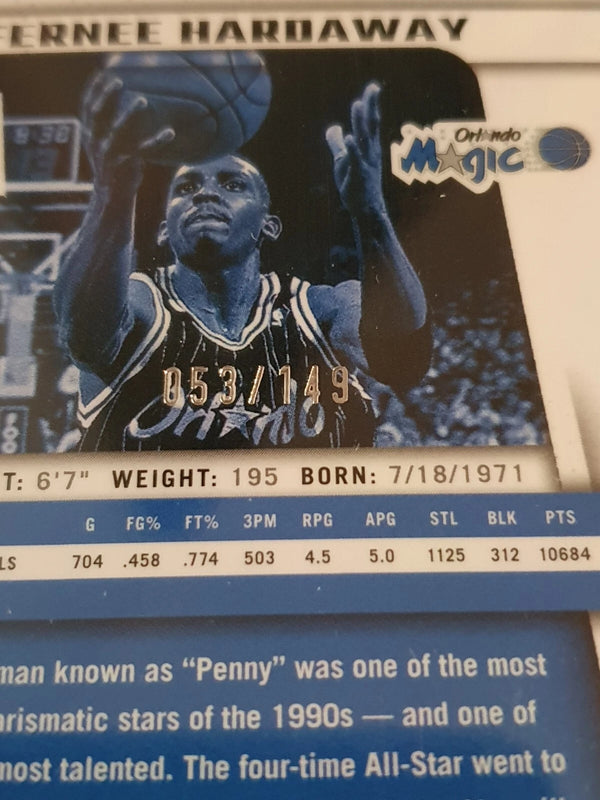 FERNEE HARDAWAY
8:38
Orlando
Magic
053/149
Orlando
T: 6'7" WEIGHT: 195 BORN: 7/18/1971
G FG% FT% 3PM RPG APG STL BLK PTS
LS 704 .458 .774 503 4.5 5.0 1125 312 10684
man known as “Penny” was one of the most
arismatic stars of the 1990s — and one of
most talented. The four-time All-Star went to